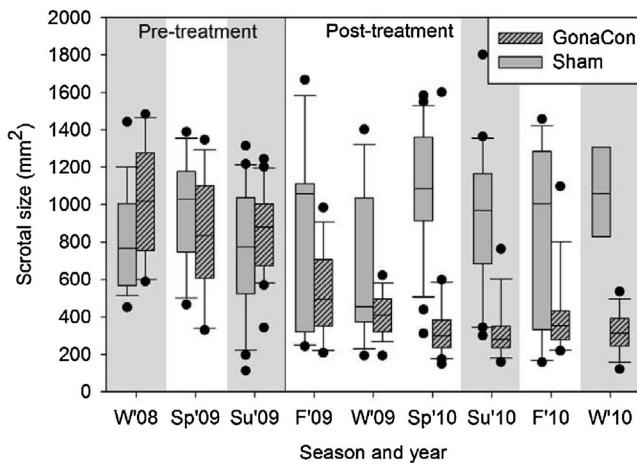 Pre-treatment
Post-treatment
GonaCon
Sham
Scrotal size (mm²)
2000
1800
1600
1400
1200
1000
800
600
400
200
0
W'08 Sp'09 Su'09 F'09 W'09 Sp'10 Su'10 F'10 W'10
Season and year